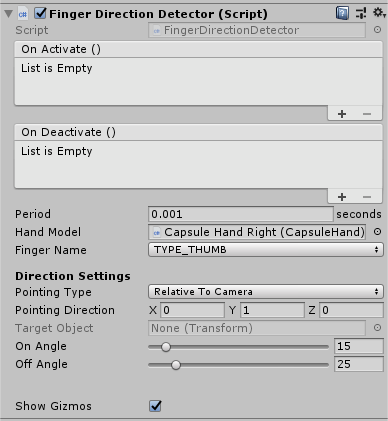 Finger Direction Detector (Script)
Script FingerDirectionDetector
On Activate ()
List is Empty
On Deactivate ()
List is Empty
Period 0.001 seconds
Hand Model Capsule Hand Right (CapsuleHand)
Finger Name TYPE_THUMB
Direction Settings
Pointing Type Relative To Camera
Pointing Direction X 0 Y 1 Z 0
Target Object None (Transform)
On Angle 15
Off Angle 25
Show Gizmos